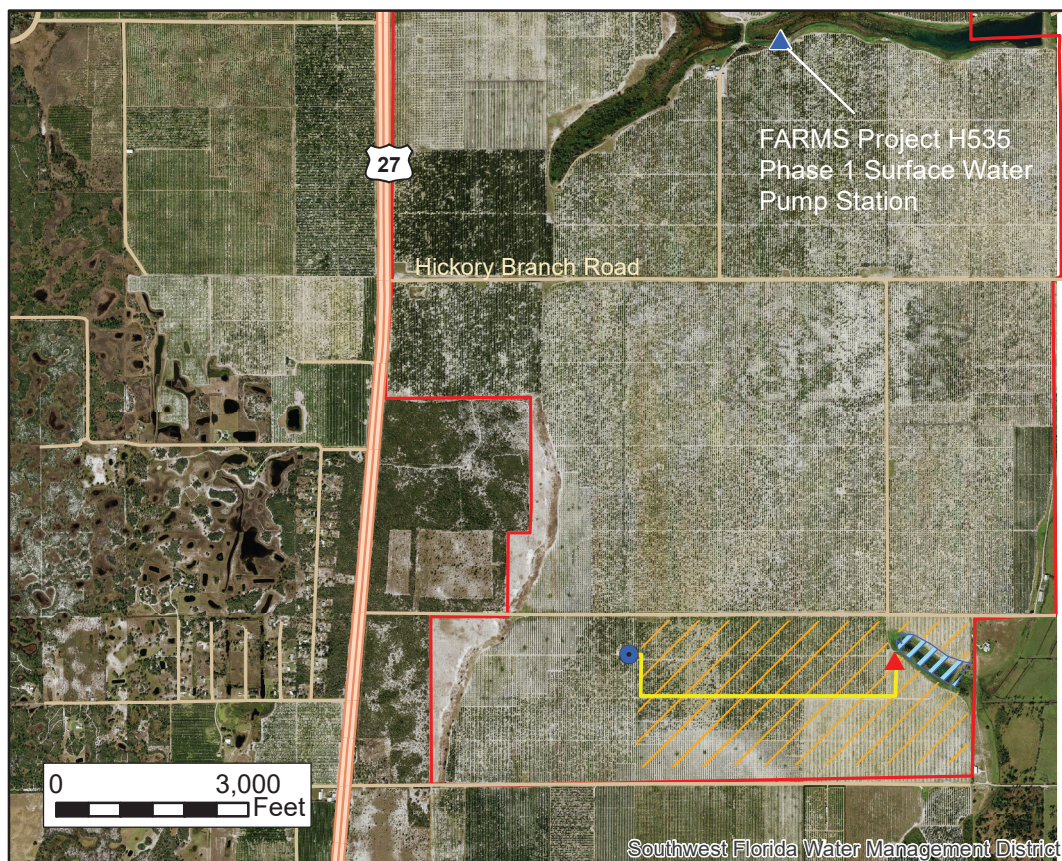 FARMS Project H535
Phase 1 Surface Water
Pump Station
27
Hickory Branch Road
0 3,000
Feet
Southwest Florida Water Management District